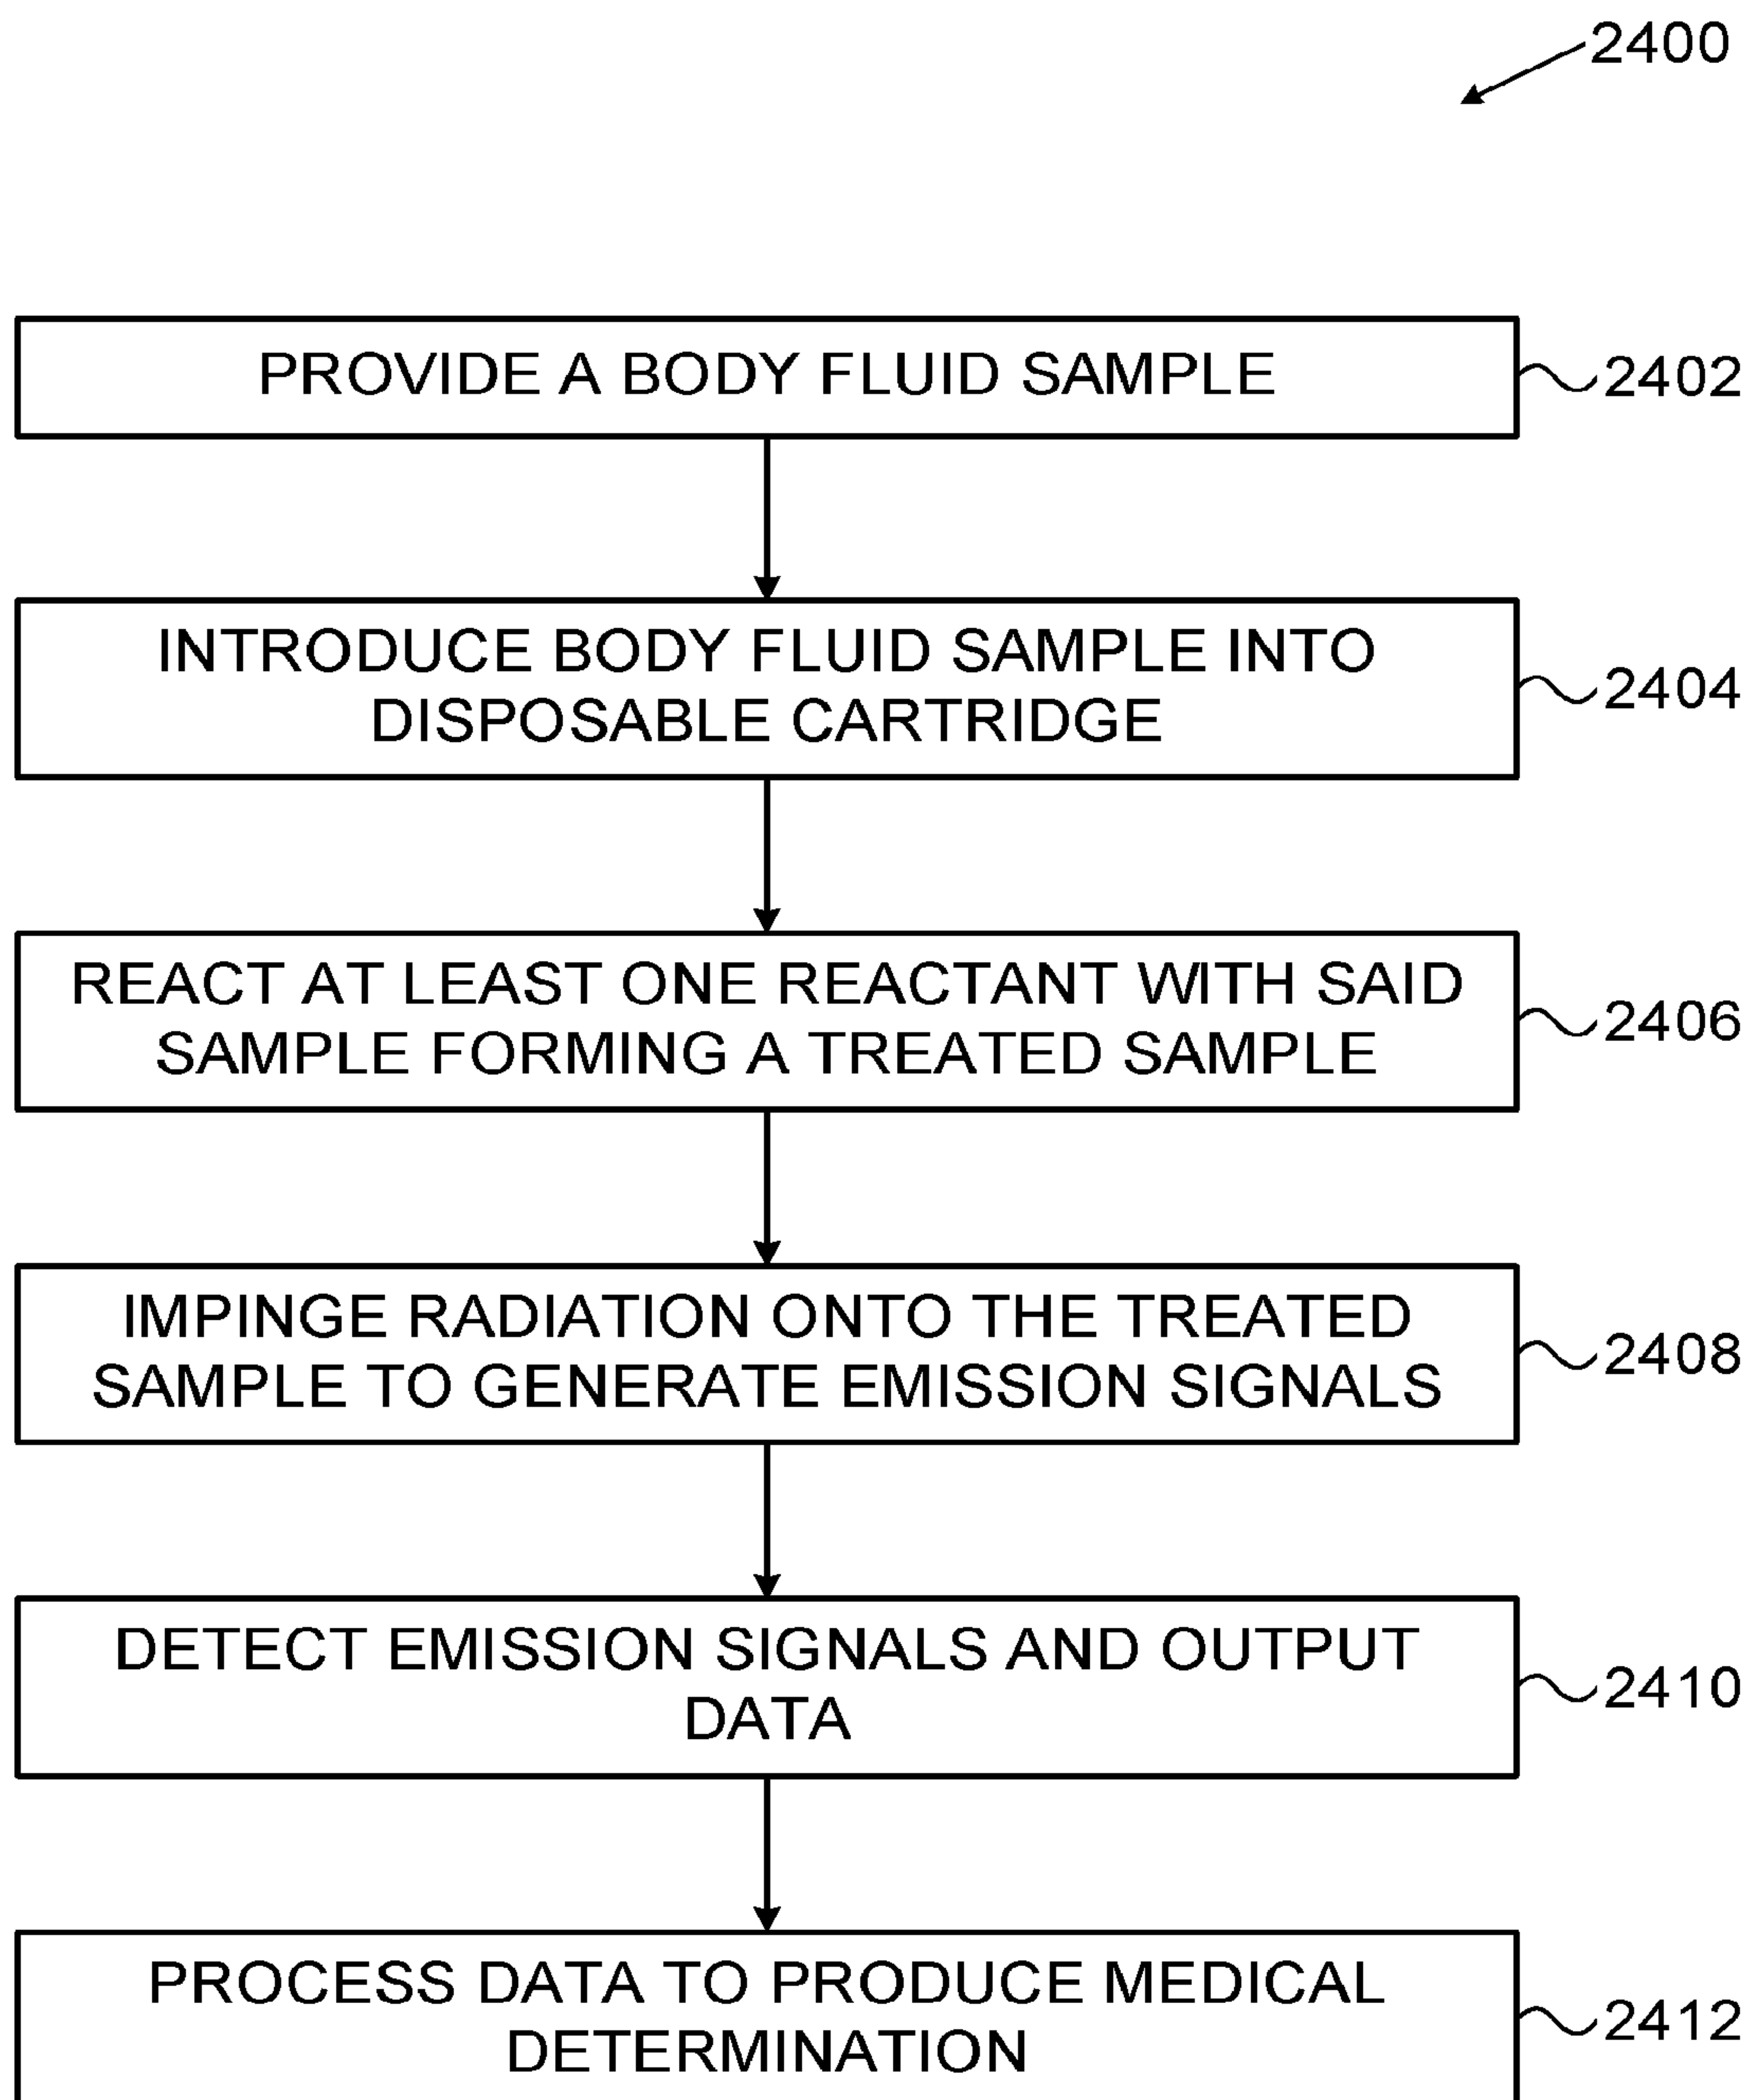 2400
PROVIDE A BODY FLUID SAMPLE
2402
INTRODUCE BODY FLUID SAMPLE INTO
DISPOSABLE CARTRIDGE
2404
REACT AT LEAST ONE REACTANT WITH SAID
SAMPLE FORMING A TREATED SAMPLE
2406
IMPINGE RADIATION ONTO THE TREATED
SAMPLE TO GENERATE EMISSION SIGNALS
2408
DETECT EMISSION SIGNALS AND OUTPUT
DATA
2410
PROCESS DATA TO PRODUCE MEDICAL
DETERMINATION
2412